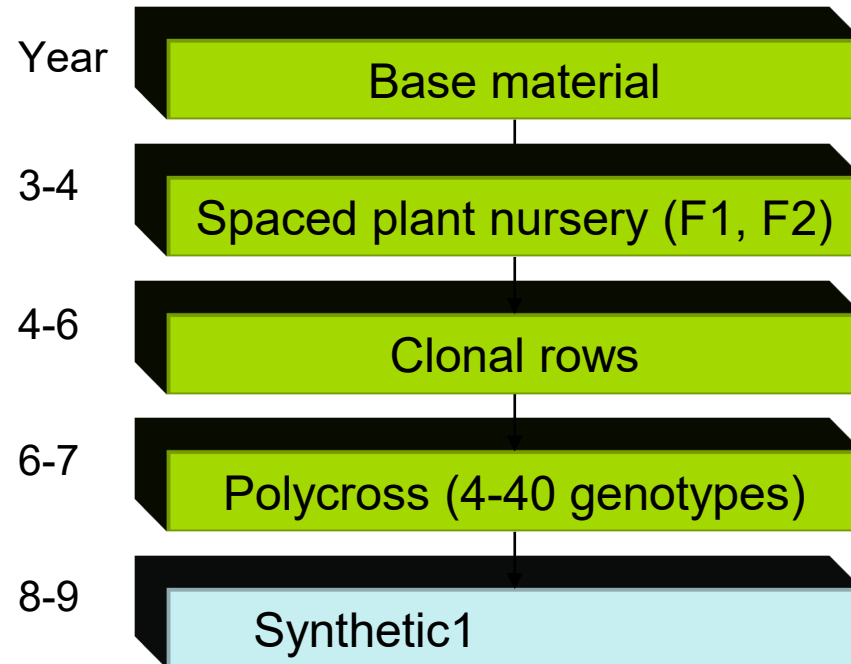 Year
Base material
3-4
Spaced plant nursery (F1, F2)
4-6
Clonal rows
6-7
Polycross (4-40 genotypes)
8-9
Synthetic1